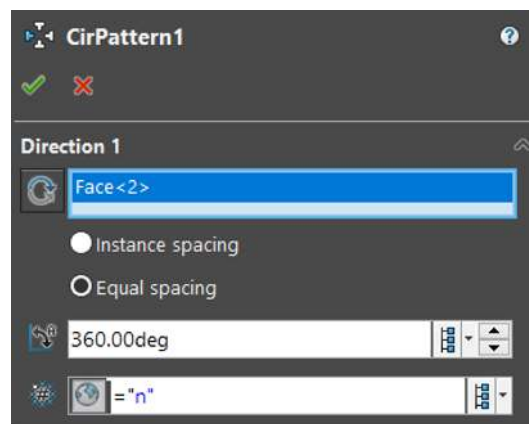 CirPattern1
Direction 1
Face<2>
Instance spacing
Equal spacing
360.00deg
="n"